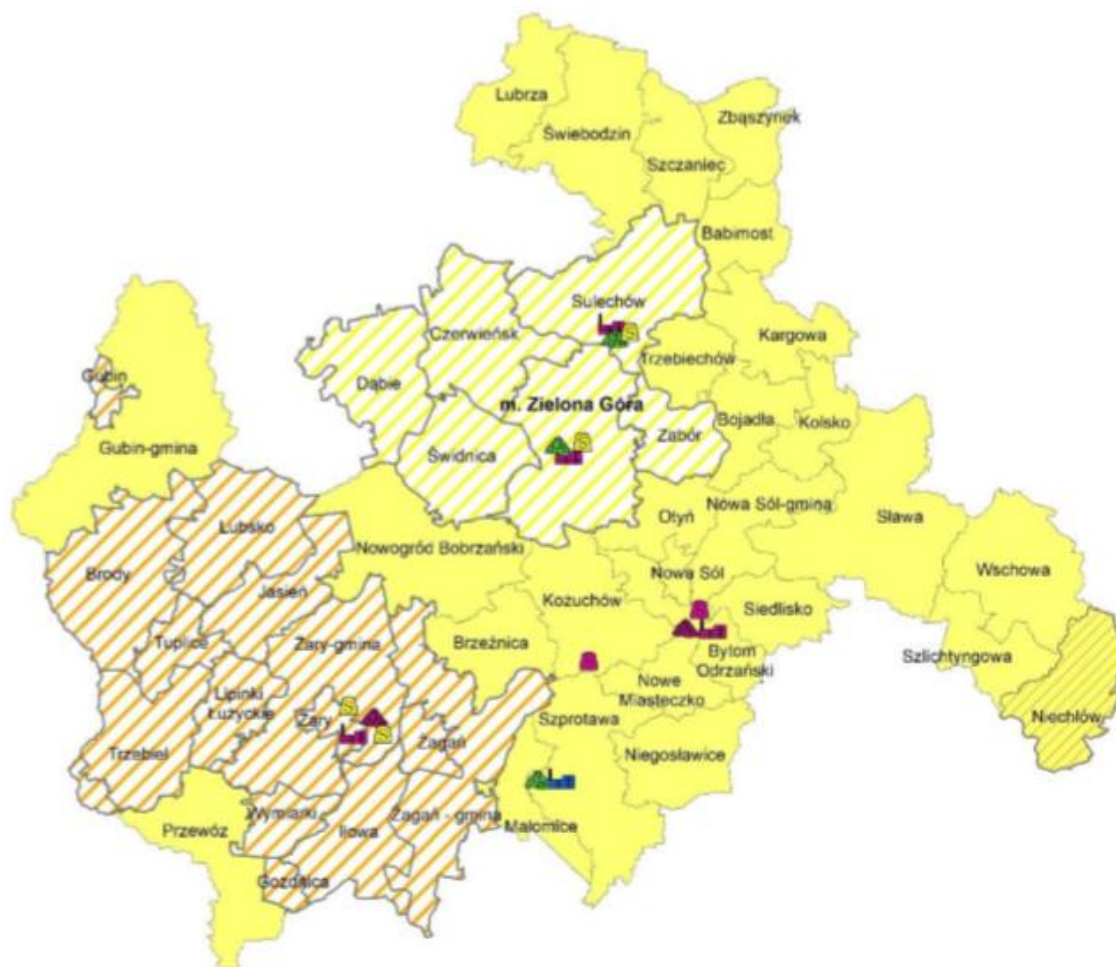 Lubrza
Zbąszynek
Świebodzin
Szczaniec
Babimost
Sulechów
Kargowa
Czerwieńsk
Trzebiechów
Gubin
Dąbie
m. Zielona Góra
Bojadła
Kolsko
Gubin-gmina
Świdnica
Zabór
Nowa Sól-gmina
Otyń
Sława
Lubsko
Nowogród Bobrzański
Wschowa
Brody
Nowa Sól
Jasień
Kożuchów
Siedlisko
Tuplice
Żary-gmina
Brzeźnica
Bytom
Odrzański
Szlichtyngowa
Lipinki
Łużyckie
Nowe
Miasteczko
Żary
Szprotawa
Niechlów
Trzebiel
Żagań
Niegosławice
Wymiarki
Żagań - gmina
Przewóz
Iłowa
Małomice
Gozdnica